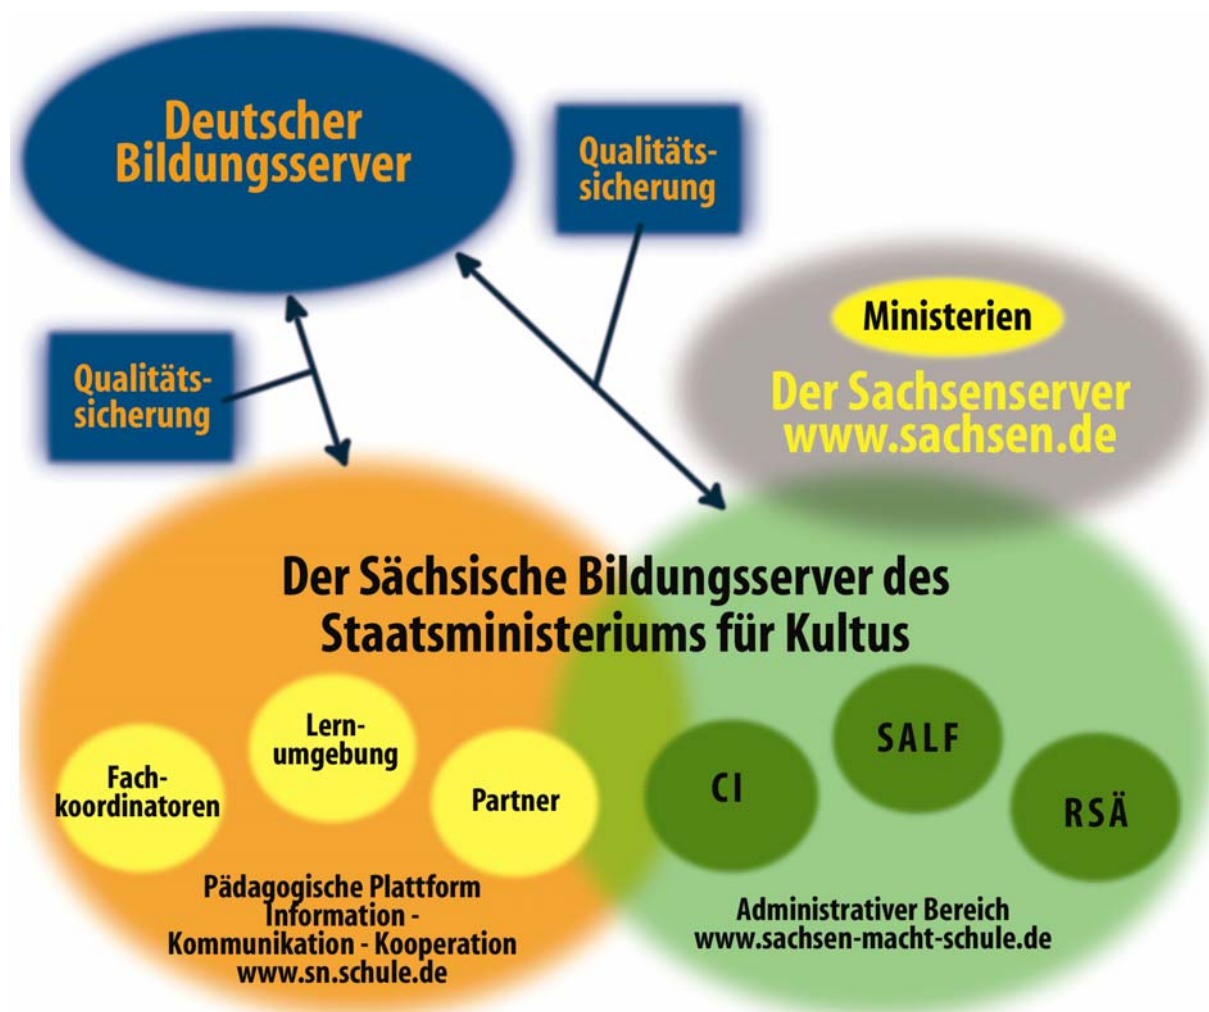 Deutscher
Bildungsserver
Qualitäts-
sicherung
Ministerien
Der Sachsenserver
www.sachsen.de
Qualitäts-
sicherung
Der Sächsische Bildungsserver des
Staatsministeriums für Kultus
Fach-
koordinatoren
Lern-
umgebung
Partner
CI
SALF
RSÄ
Pädagogische Plattform
Information -
Kommunikation - Kooperation
www.sn.schule.de
Administrativer Bereich
www.sachsen-macht-schule.de